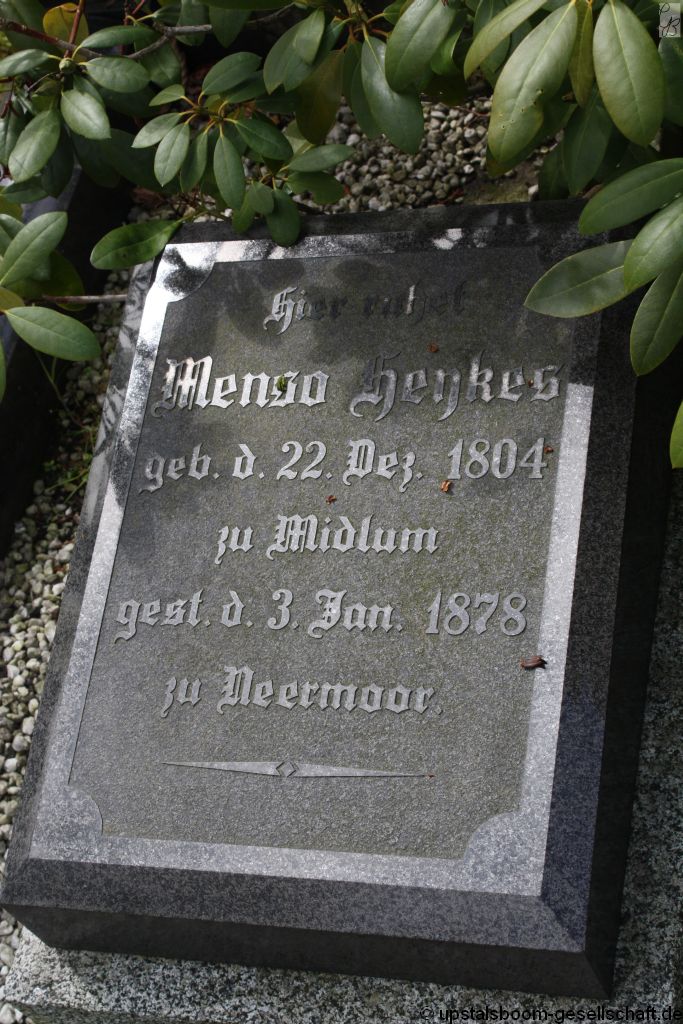 Hier ruhet
Menso Heykes
geb. d. 22. Dez. 1804
zu Midlum
gest. d. 3. Jan. 1878
zu Neermoor.
© upstalsboom-gesellschaft.de